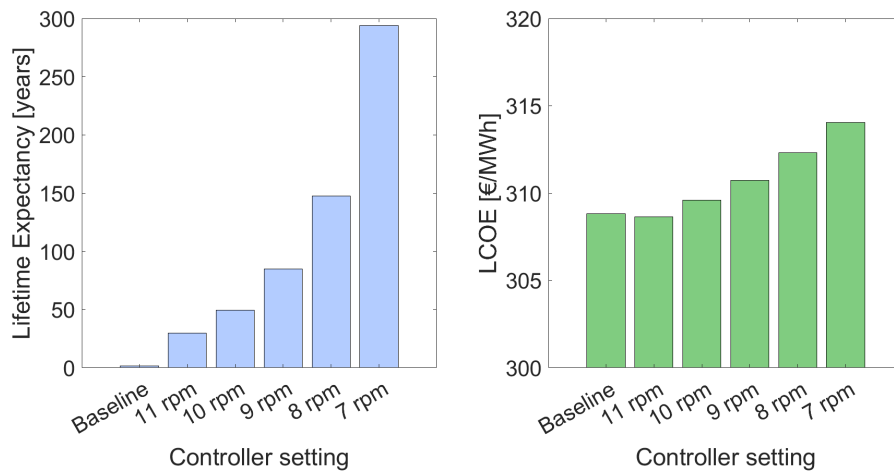 Lifetime Expectancy [years]
300
250
200
150
100
50
0
Baseline
11 rpm
10 rpm
9 rpm
8 rpm
7 rpm
Controller setting
LCOE [€/MWh]
320
315
310
305
300
Baseline
11 rpm
10 rpm
9 rpm
8 rpm
7 rpm
Controller setting